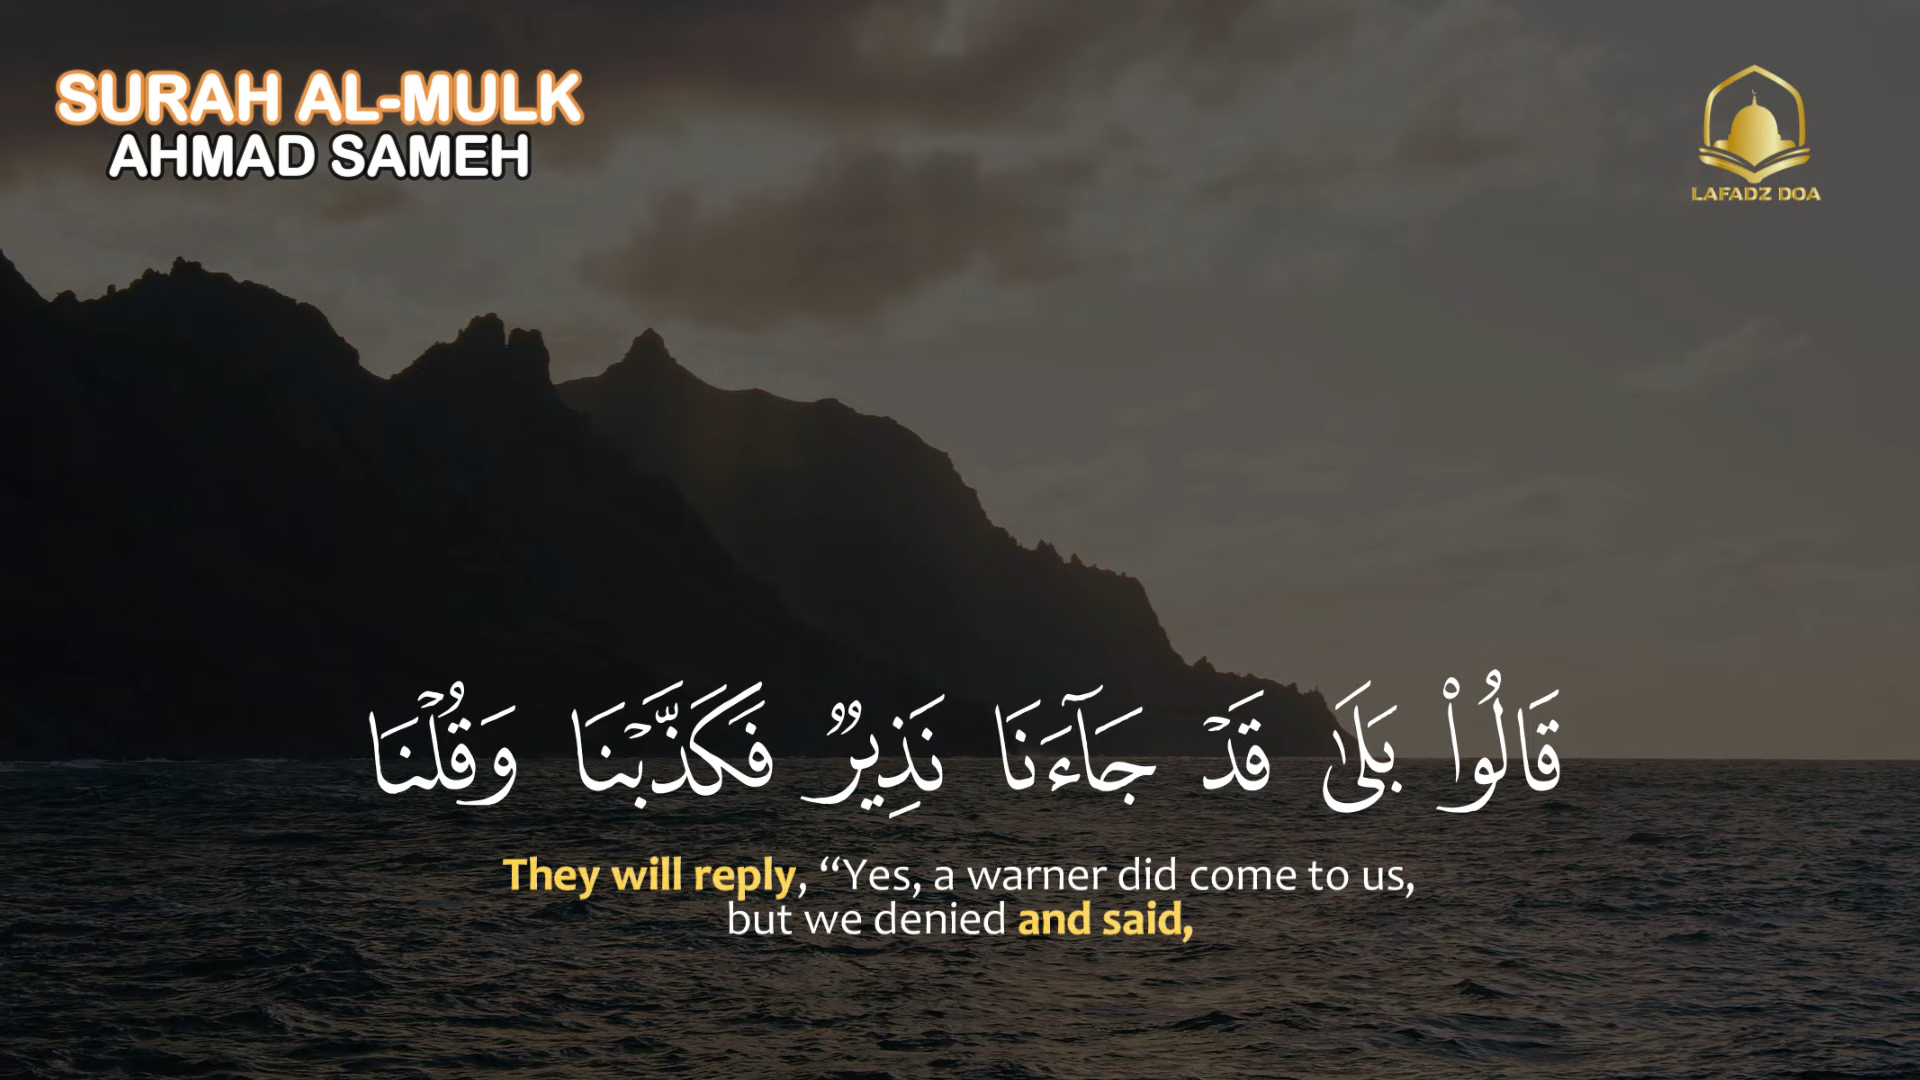 SURAH AL-MULK
AHMAD SAMEH
LAFADZ DOA
قَالُوا۟ بَلَىٰ قَدْ جَآءَنَا نَذِيرٌ فَكَذَّبْنَا وَقُلْنَا
They will reply, “Yes, a warner did come to us,
but we denied and said,